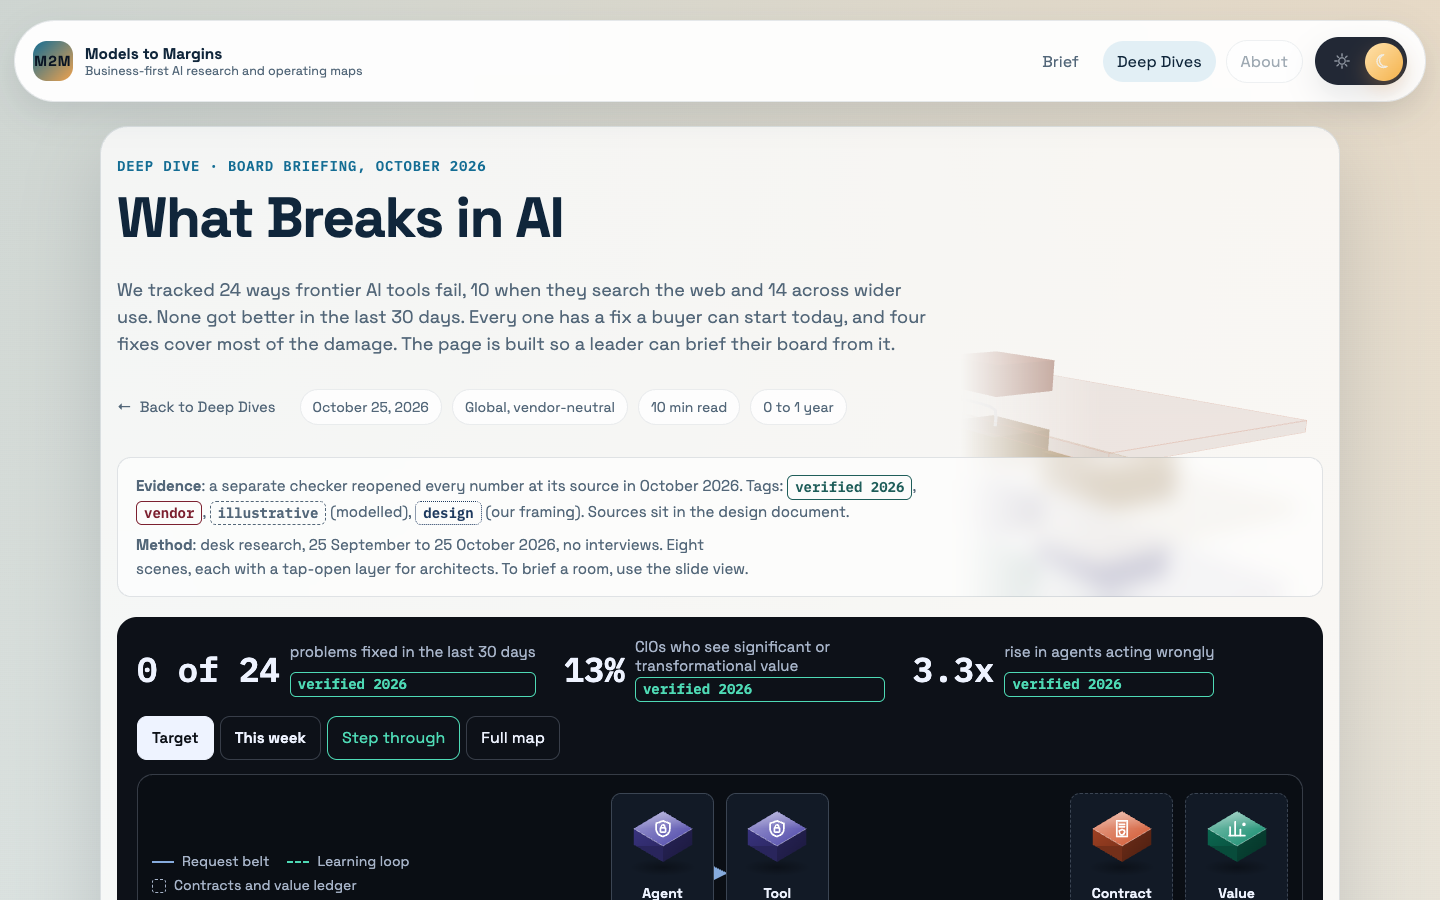 M2M
Models to Margins
Business-first AI research and operating maps
Brief
Deep Dives
About
DEEP DIVE · BOARD BRIEFING, OCTOBER 2026
What Breaks in AI
We tracked 24 ways frontier AI tools fail, 10 when they search the web and 14 across wider
use. None got better in the last 30 days. Every one has a fix a buyer can start today, and four
fixes cover most of the damage. The page is built so a leader can brief their board from it.
← Back to Deep Dives
October 25, 2026
Global, vendor-neutral
10 min read
0 to 1 year
Evidence: a separate checker reopened every number at its source in October 2026. Tags: verified 2026,
vendor, illustrative (modelled), design (our framing). Sources sit in the design document.
Method: desk research, 25 September to 25 October 2026, no interviews. Eight
scenes, each with a tap-open layer for architects. To brief a room, use the slide view.
0 of 24
problems fixed in the last 30 days
verified 2026
13%
CIOs who see significant or
transformational value
verified 2026
3.3x
rise in agents acting wrongly
verified 2026
Target
This week
Step through
Full map
Request belt
Learning loop
Contracts and value ledger
Agent
Tool
Contract
Value